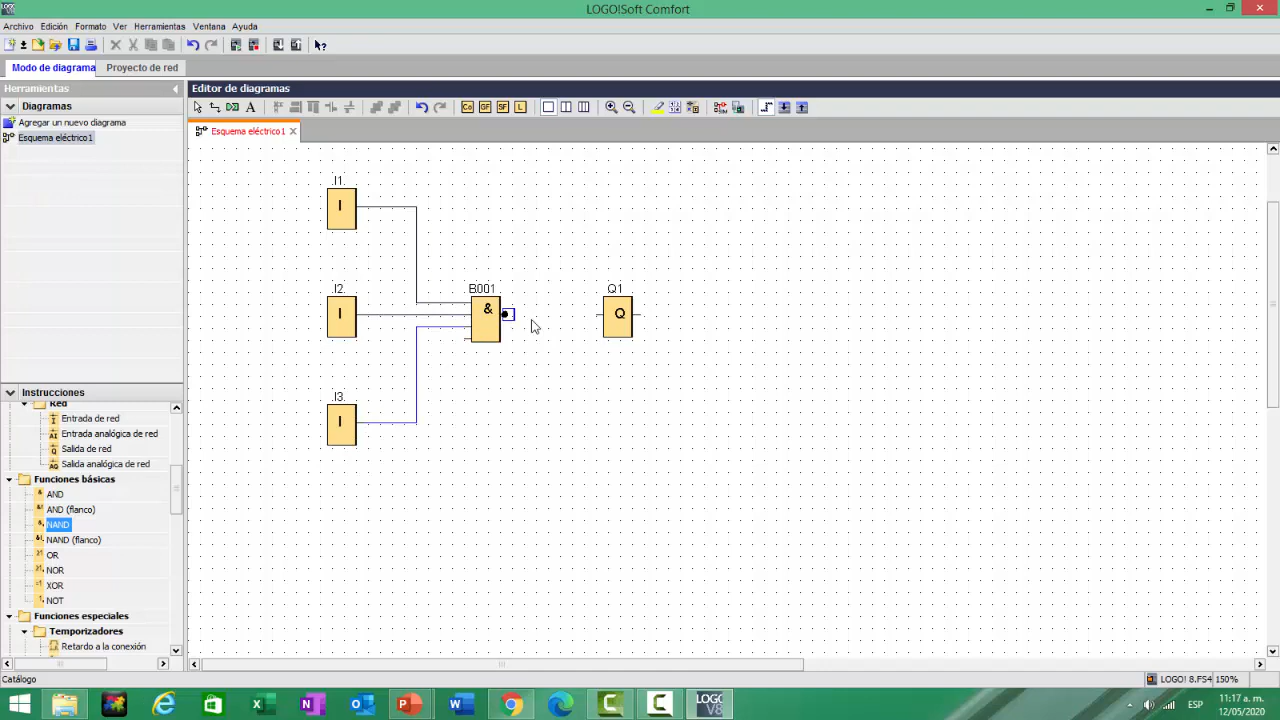 LOGO!Soft Comfort
Archivo Edición Formato Ver Herramientas Ventana Ayuda
Modo de diagrama Proyecto de red
Herramientas
Editor de diagramas
Diagramas
Agregar un nuevo diagrama
Esquema eléctrico1
A Co GF SF L
Esquema eléctrico1
I1.
I
I2.
I
I3.
I
B001
&
Q1
Q
Instrucciones
Red
Entrada de red
Entrada analógica de red
Salida de red
Salida analógica de red
Funciones básicas
AND
AND (flanco)
NAND
NAND (flanco)
OR
NOR
XOR
NOT
Funciones especiales
Temporizadores
Retardo a la conexión
Catálogo
LOGO! 8.FS4 150%
ESP
11:17 a. m.
12/05/2020